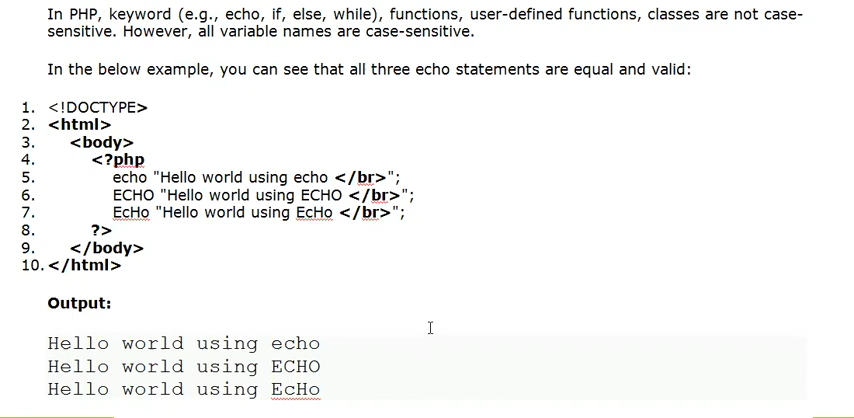 In PHP, keyword (e.g., echo, if, else, while), functions, user-defined functions, classes are not case-
sensitive. However, all variable names are case-sensitive.
In the below example, you can see that all three echo statements are equal and valid:
1. <!DOCTYPE>
2. <html>
3. <body>
4. <?php
5. echo "Hello world using echo </br>";
6. ECHO "Hello world using ECHO </br>";
7. EcHo "Hello world using EcHo </br>";
8. ?>
9. </body>
10. </html>
Output:
Hello world using echo
Hello world using ECHO
Hello world using EcHo